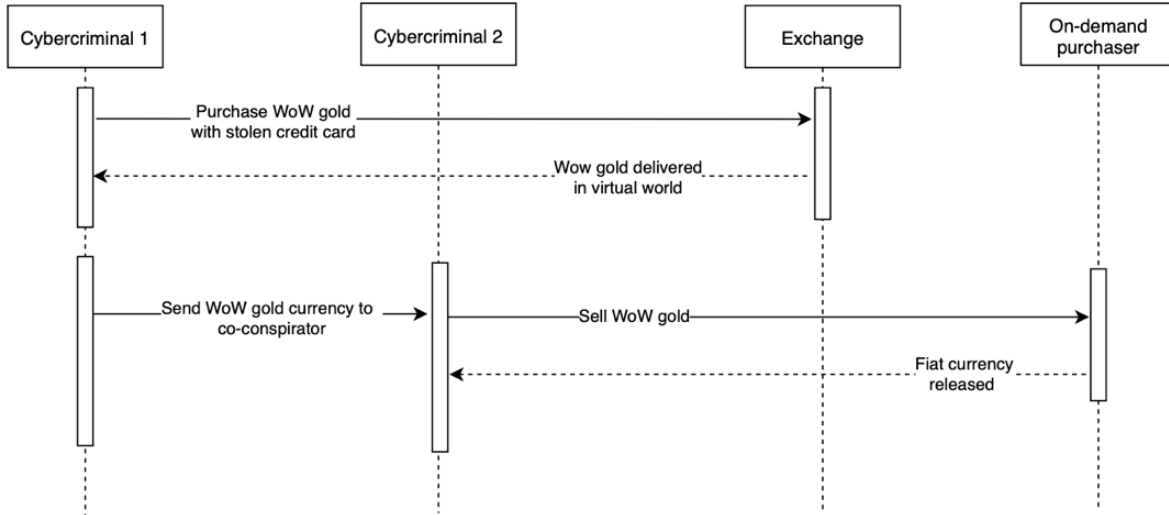 Cybercriminal 1
Cybercriminal 2
Exchange
On-demand
purchaser
Purchase WoW gold
with stolen credit card
Wow gold delivered
in virtual world
Send WoW gold currency to
co-conspirator
Sell WoW gold
Fiat currency
released